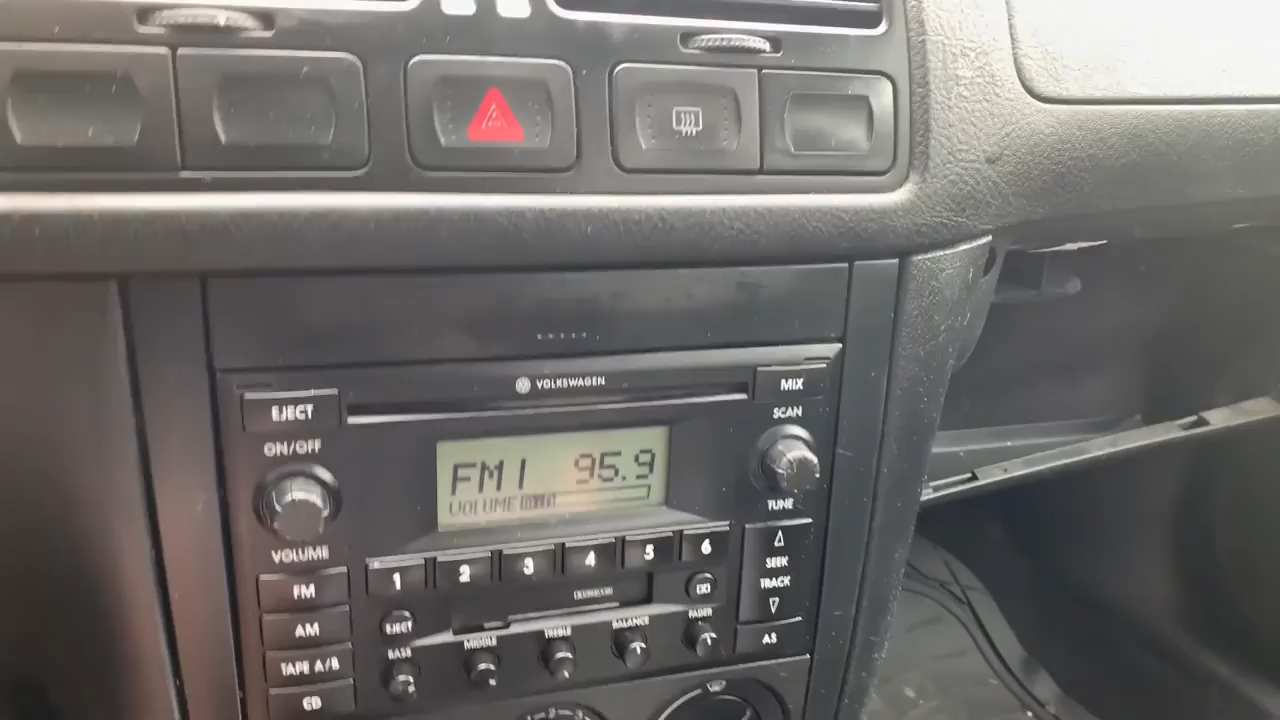 VOLKSWAGEN
EJECT
MIX
SCAN
ON/OFF
FM1 95.9
VOLUME
TUNE
VOLUME
1 2 3 4 5 6
SEEK
TRACK
FM
AM
EJECT
BASS MIDDLE TREBLE BALANCE FADER
AS
TAPE A/B
CD